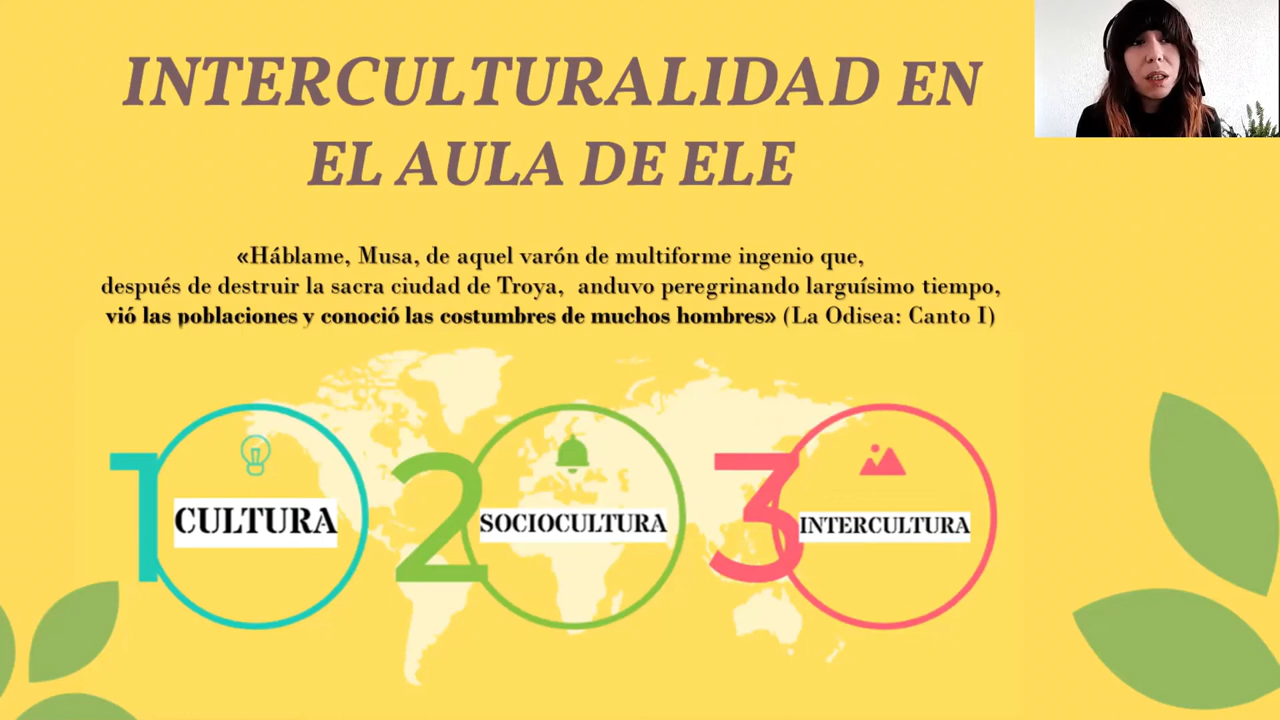 INTERCULTURALIDAD EN
EL AULA DE ELE
«Háblame, Musa, de aquel varón de multiforme ingenio que,
después de destruir la sacra ciudad de Troya, anduvo peregrinando larguísimo tiempo,
vió las poblaciones y conoció las costumbres de muchos hombres» (La Odisea: Canto I)
1 CULTURA
2 SOCIOCULTURA
3 INTERCULTURA